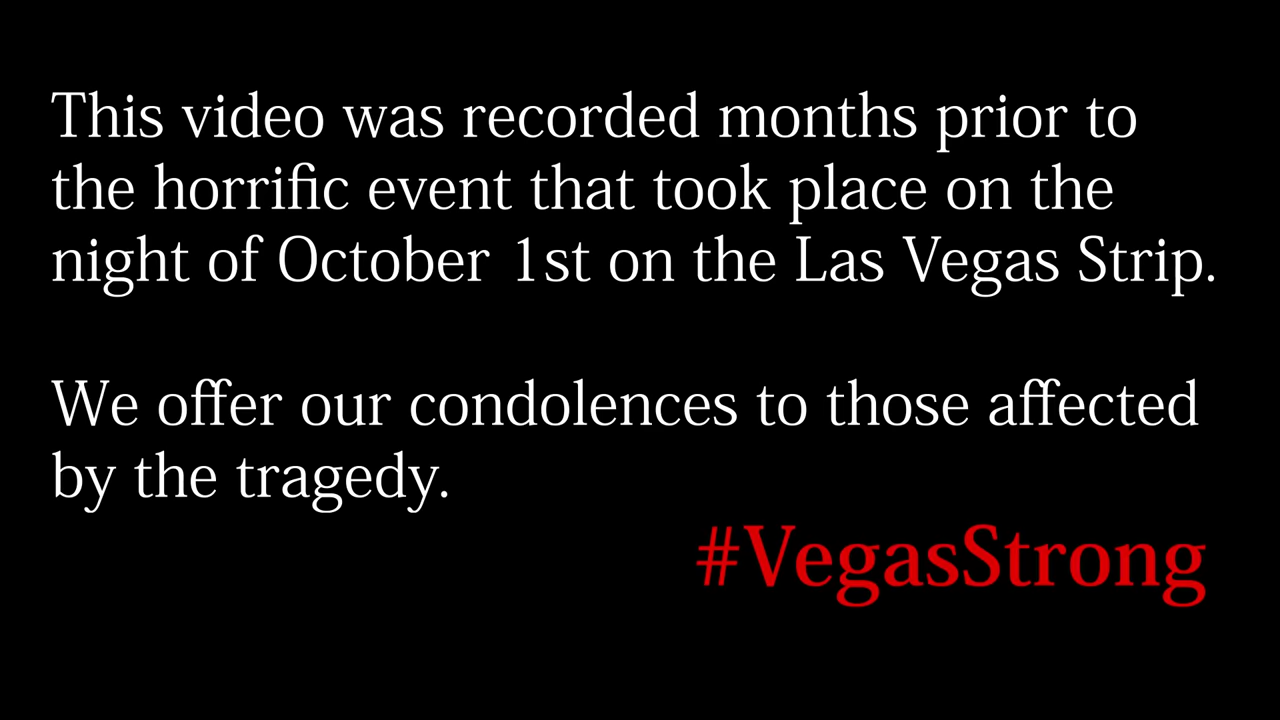 This video was recorded months prior to
the horrific event that took place on the
night of October 1st on the Las Vegas Strip.
We offer our condolences to those affected
by the tragedy.
#VegasStrong